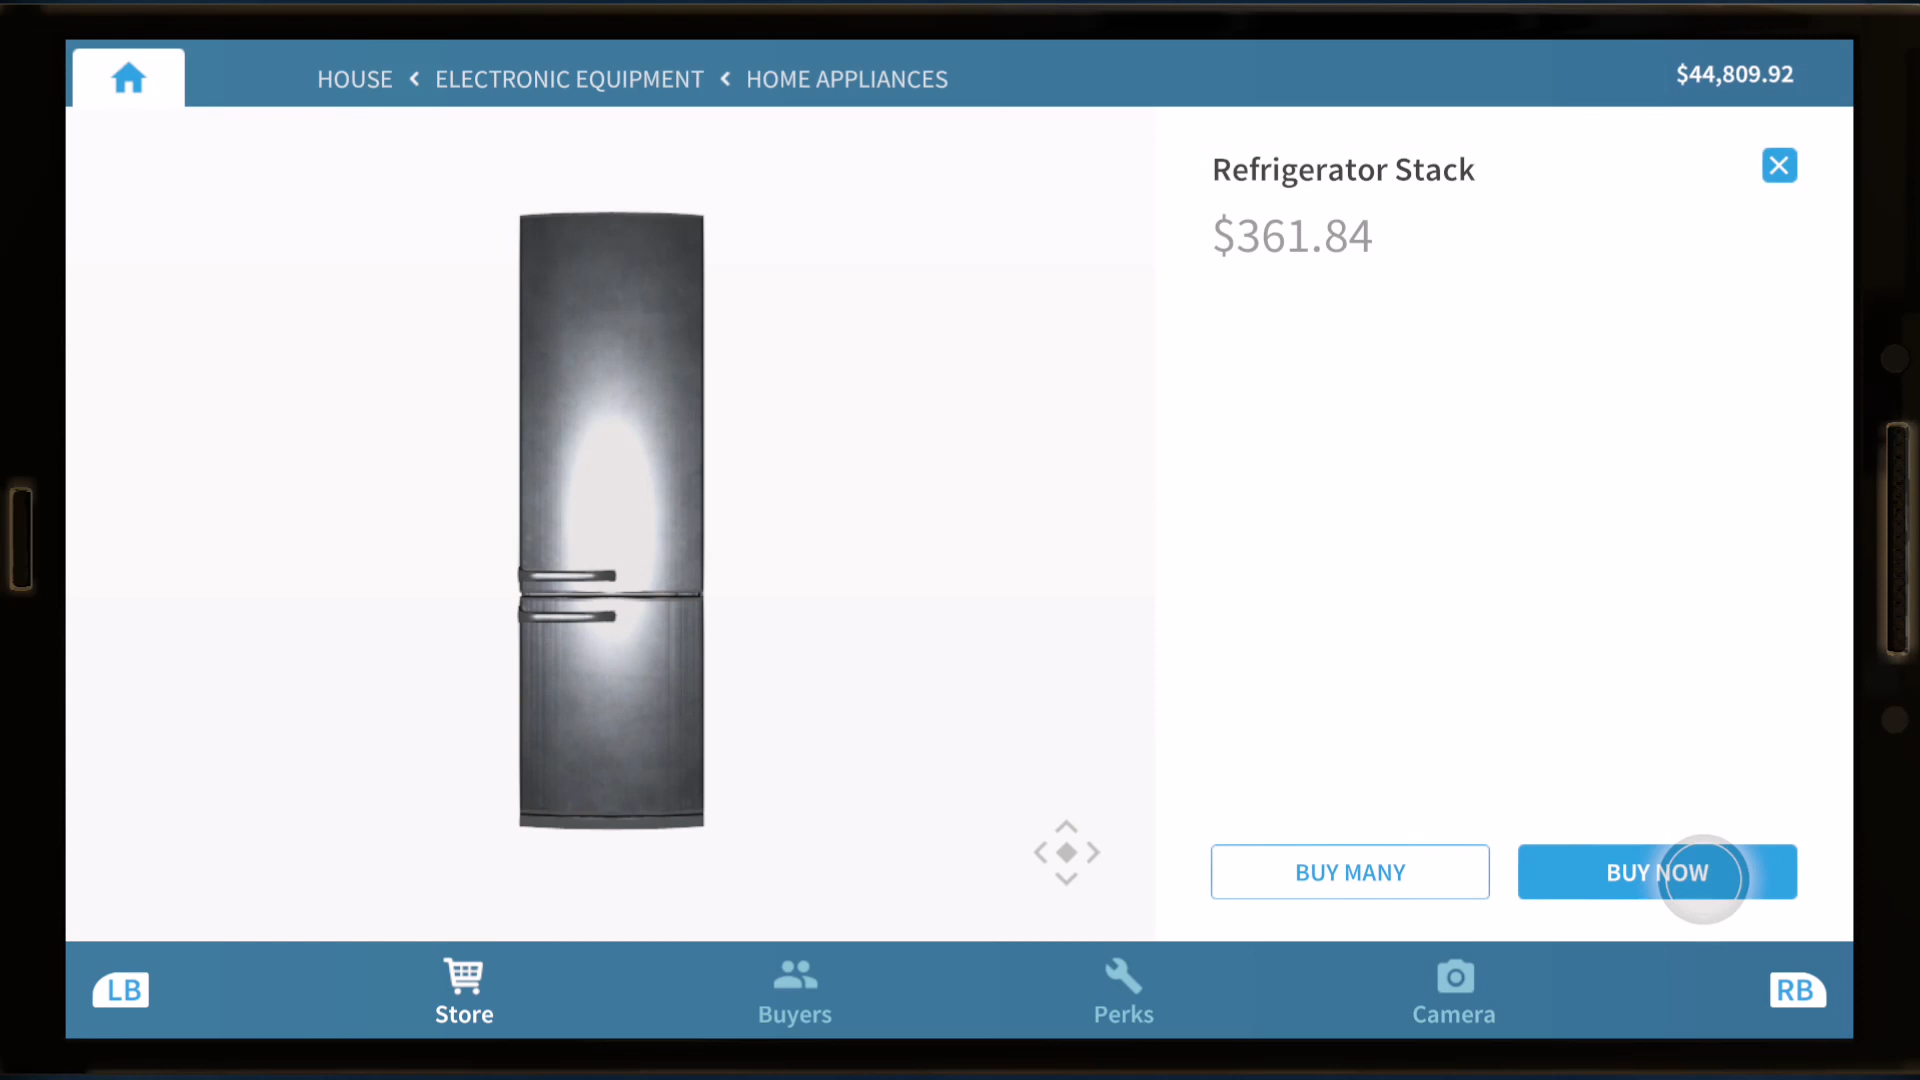 HOUSE < ELECTRONIC EQUIPMENT < HOME APPLIANCES
$44,809.92
Refrigerator Stack
$361.84
BUY MANY
BUY NOW
LB
Store
Buyers
Perks
Camera
RB